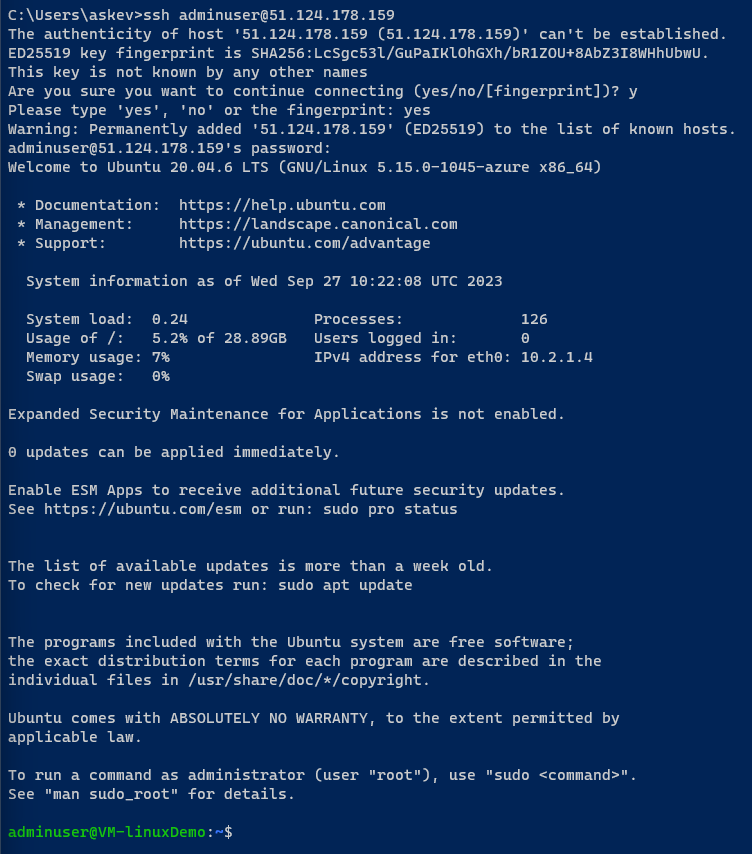 C:\Users\askev>ssh adminuser@51.124.178.159
The authenticity of host '51.124.178.159 (51.124.178.159)' can't be established.
ED25519 key fingerprint is SHA256:LcSgc53l/GuPaIKlOhGXh/bR1ZOU+8AbZ3I8WHhUbwU.
This key is not known by any other names
Are you sure you want to continue connecting (yes/no/[fingerprint])? y
Please type 'yes', 'no' or the fingerprint: yes
Warning: Permanently added '51.124.178.159' (ED25519) to the list of known hosts.
adminuser@51.124.178.159's password:
Welcome to Ubuntu 20.04.6 LTS (GNU/Linux 5.15.0-1045-azure x86_64)
 * Documentation:  https://help.ubuntu.com
 * Management:     https://landscape.canonical.com
 * Support:        https://ubuntu.com/advantage
  System information as of Wed Sep 27 10:22:08 UTC 2023
  System load:  0.24              Processes:             126
  Usage of /:   5.2% of 28.89GB   Users logged in:       0
  Memory usage: 7%                IPv4 address for eth0: 10.2.1.4
  Swap usage:   0%
Expanded Security Maintenance for Applications is not enabled.
0 updates can be applied immediately.
Enable ESM Apps to receive additional future security updates.
See https://ubuntu.com/esm or run: sudo pro status
The list of available updates is more than a week old.
To check for new updates run: sudo apt update
The programs included with the Ubuntu system are free software;
the exact distribution terms for each program are described in the
individual files in /usr/share/doc/*/copyright.
Ubuntu comes with ABSOLUTELY NO WARRANTY, to the extent permitted by
applicable law.
To run a command as administrator (user "root"), use "sudo <command>".
See "man sudo_root" for details.
adminuser@VM-linuxDemo:~$